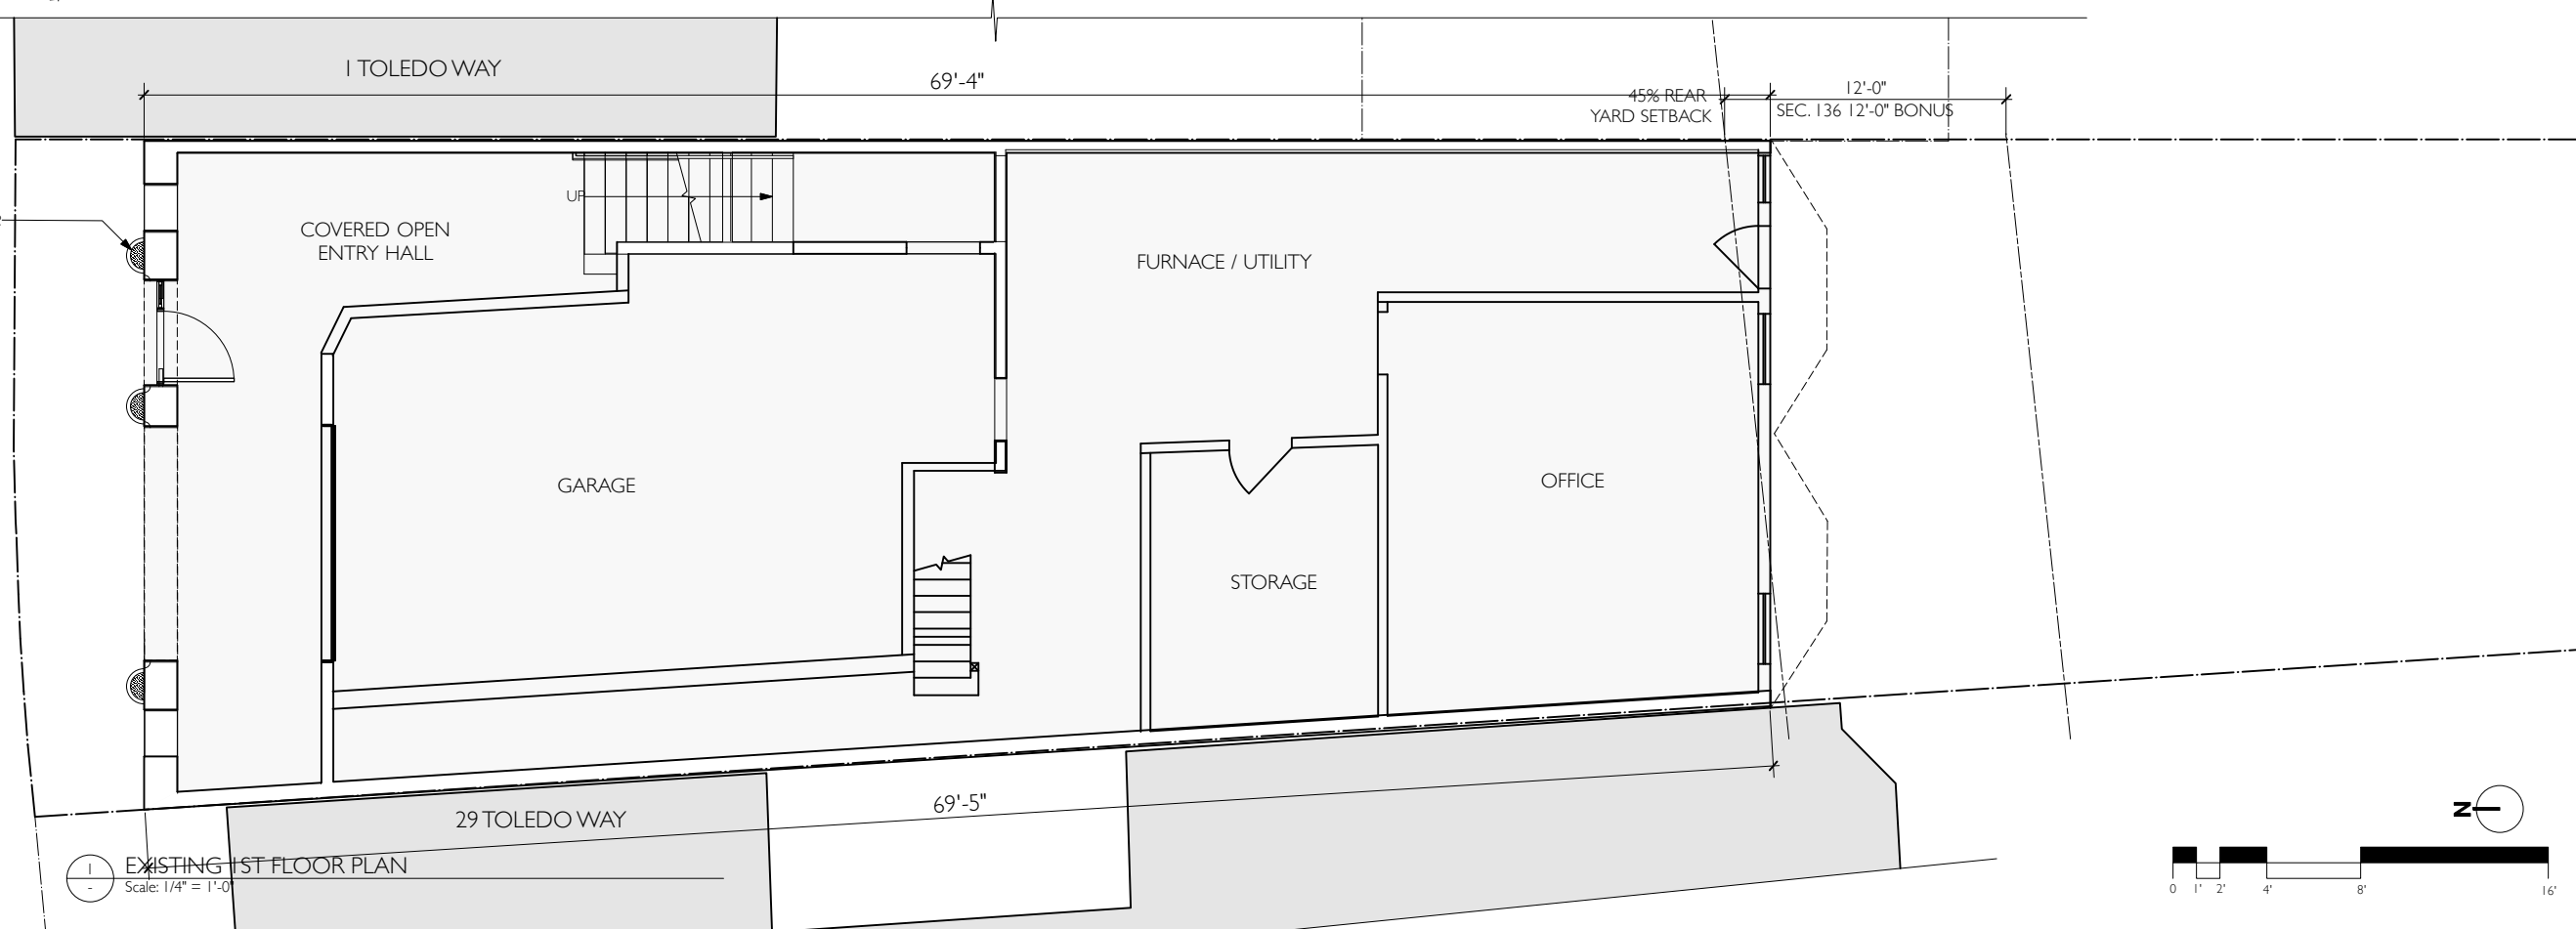 1 TOLEDO WAY
69'-4"
45% REAR
YARD SETBACK
12'-0"
SEC. 136 12'-0" BONUS
UP
COVERED OPEN
ENTRY HALL
FURNACE / UTILITY
GARAGE
OFFICE
STORAGE
69'-5"
29 TOLEDO WAY
1
-
EXISTING 1ST FLOOR PLAN
Scale: 1/4" = 1'-0"
N
0 1' 2' 4' 8' 16'